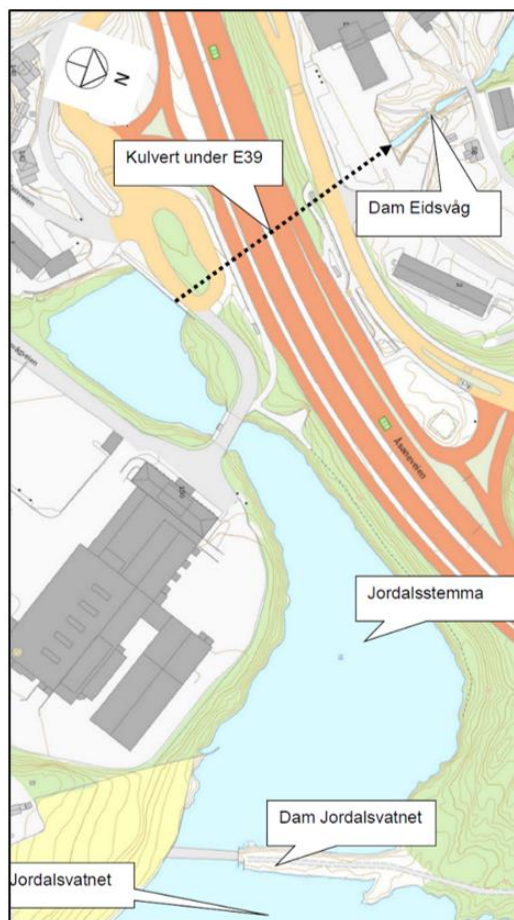 N
Kulvert under E39
Dam Eidsvåg
Åsaneveien
Jordalsstemma
Dam Jordalsvatnet
Jordalsvatnet